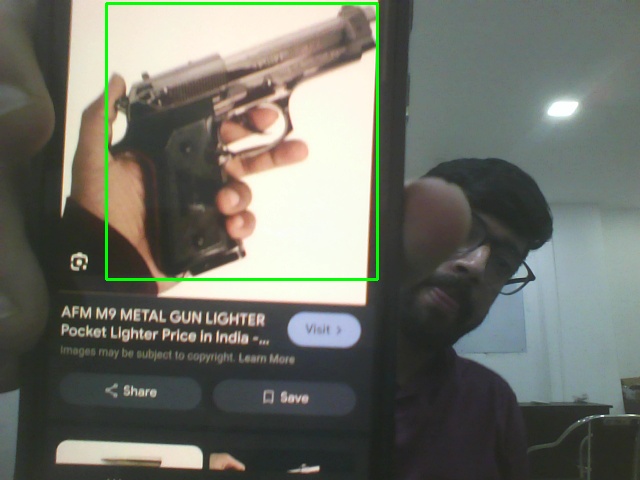 AFM M9 METAL GUN LIGHTER
Pocket Lighter Price in India -...
Visit >
Images may be subject to copyright. Learn More
Share
Save